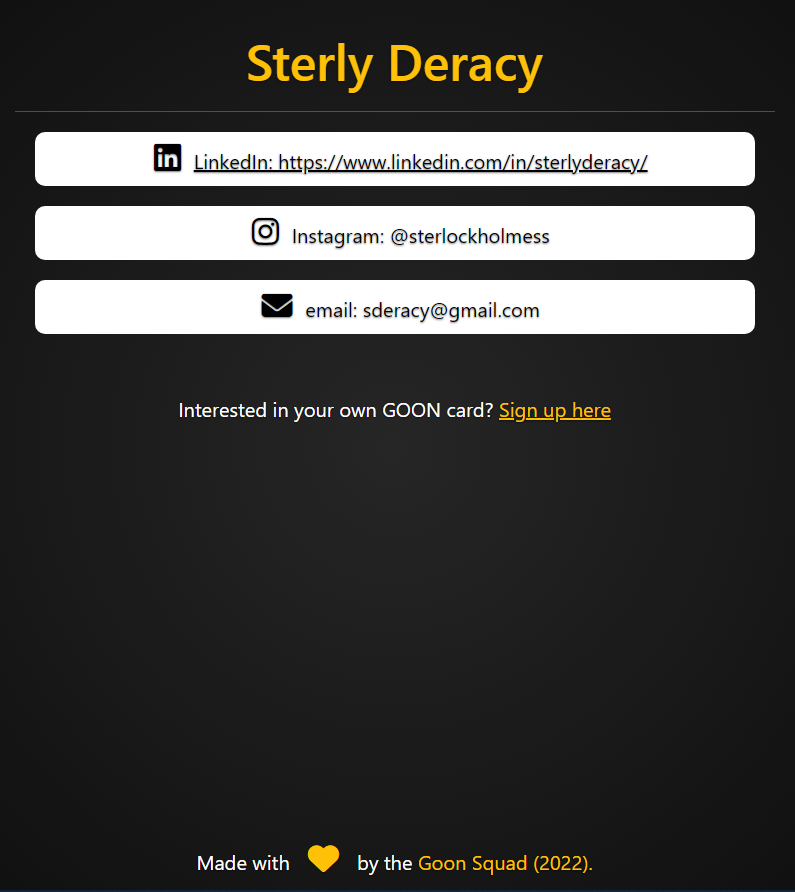 Sterly Deracy
in LinkedIn: https://www.linkedin.com/in/sterlyderacy/
Instagram: @sterlockholmess
email: sderacy@gmail.com
Interested in your own GOON card? Sign up here
Made with by the Goon Squad (2022).